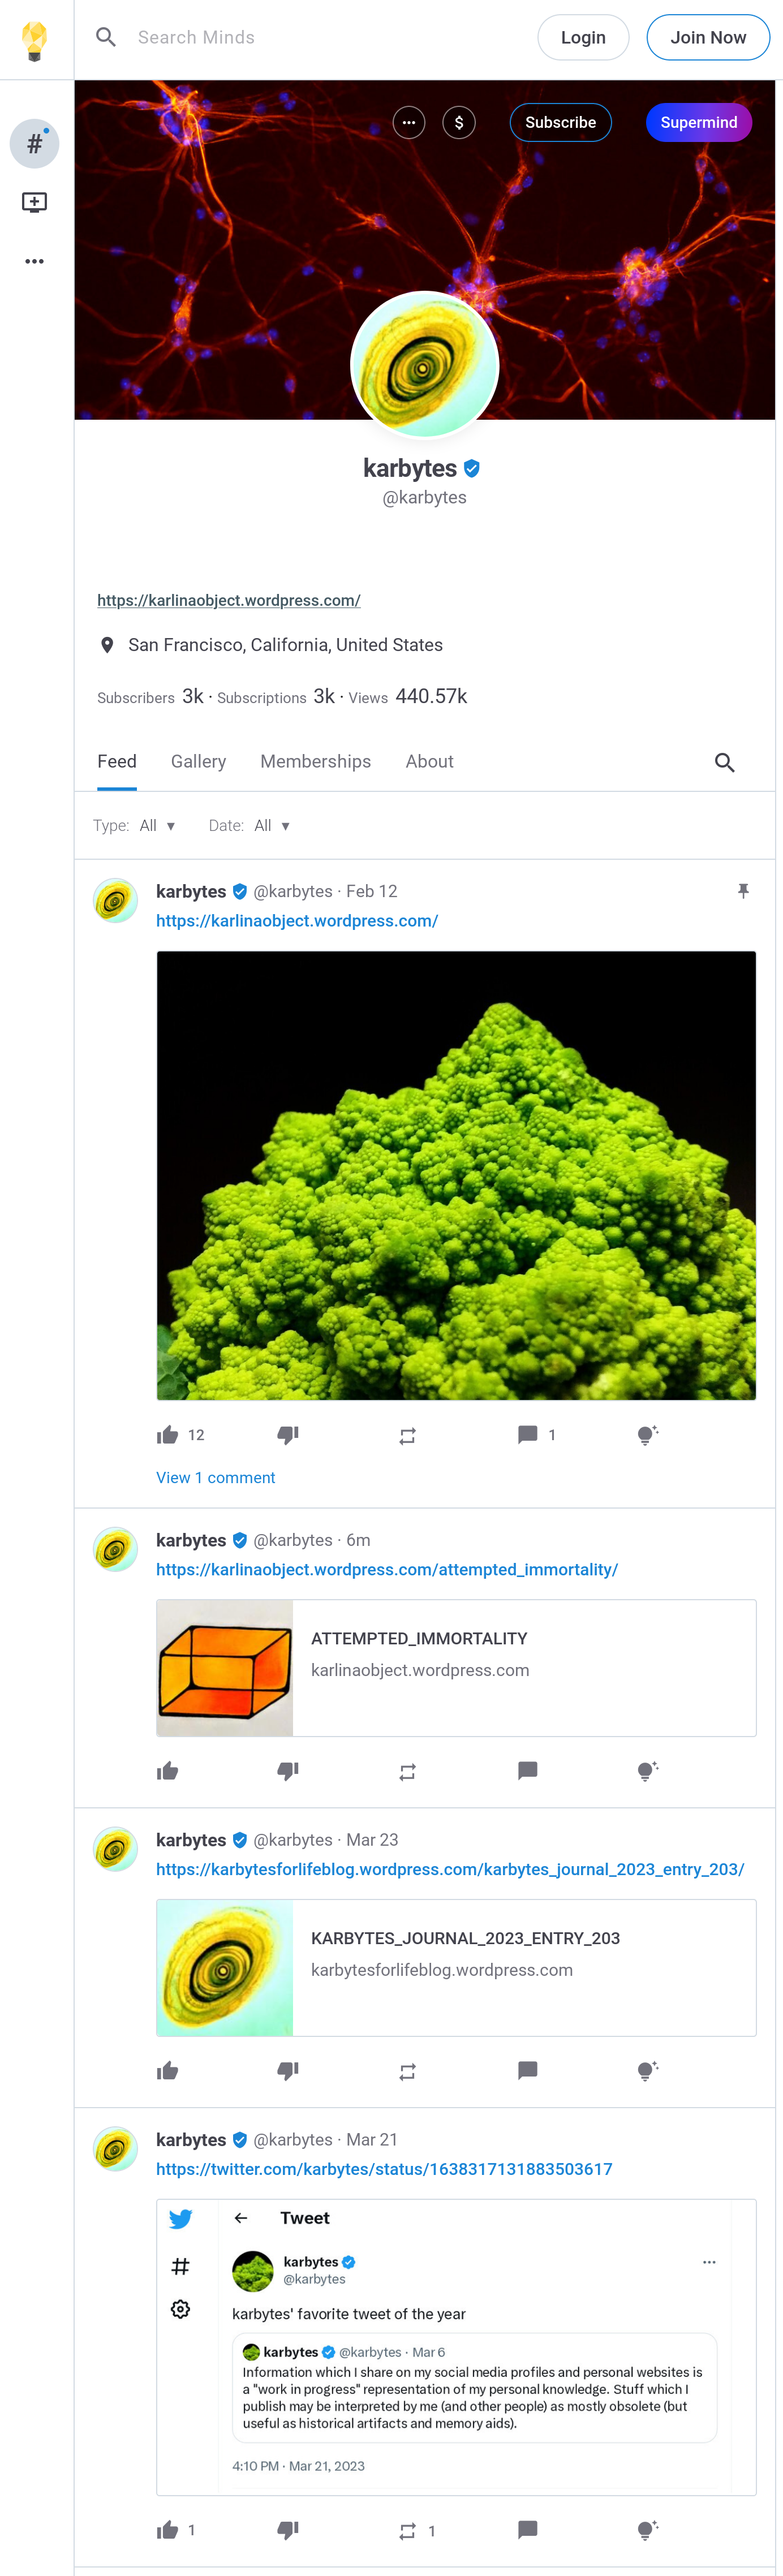 Search Minds
Login
Join Now
#
$
Subscribe
Supermind
karbytes
@karbytes
https://karlinaobject.wordpress.com/
San Francisco, California, United States
Subscribers 3k · Subscriptions 3k · Views 440.57k
Feed Gallery Memberships About
Type: All ▾ Date: All ▾
karbytes @karbytes · Feb 12
https://karlinaobject.wordpress.com/
12
1
View 1 comment
karbytes @karbytes · 6m
https://karlinaobject.wordpress.com/attempted_immortality/
ATTEMPTED_IMMORTALITY
karlinaobject.wordpress.com
karbytes @karbytes · Mar 23
https://karbytesforlifeblog.wordpress.com/karbytes_journal_2023_entry_203/
KARBYTES_JOURNAL_2023_ENTRY_203
karbytesforlifeblog.wordpress.com
karbytes @karbytes · Mar 21
https://twitter.com/karbytes/status/1638317131883503617
Tweet
karbytes
@karbytes
karbytes' favorite tweet of the year
karbytes @karbytes · Mar 6
Information which I share on my social media profiles and personal websites is
a "work in progress" representation of my personal knowledge. Stuff which I
publish may be interpreted by me (and other people) as mostly obsolete (but
useful as historical artifacts and memory aids).
4:10 PM · Mar 21, 2023
1
1